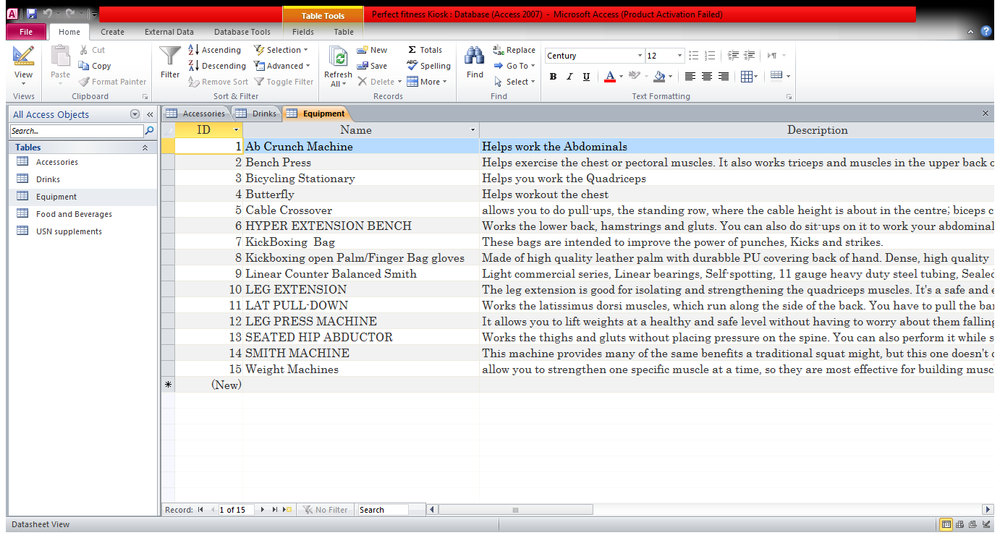 Table Tools
Perfect fitness Kiosk : Database (Access 2007) - Microsoft Access (Product Activation Failed)
File Home Create External Data Database Tools Fields Table
View
Views
Paste
Cut
Copy
Format Painter
Clipboard
Filter
Ascending
Descending
Remove Sort
Selection
Advanced
Toggle Filter
Sort & Filter
Refresh
All
New
Save
Delete
Totals
Spelling
More
Records
Find
Replace
Go To
Select
Find
Century 12
B I U A
Text Formatting
All Access Objects
Search...
Tables
Accessories
Drinks
Equipment
Food and Beverages
USN supplements
Accessories Drinks Equipment
ID Name Description
1 Ab Crunch Machine Helps work the Abdominals
2 Bench Press Helps exercise the chest or pectoral muscles. It also works triceps and muscles in the upper back
3 Bicycling Stationary Helps you work the Quadriceps
4 Butterfly Helps workout the chest
5 Cable Crossover allows you to do pull-ups, the standing row, where the cable height is about in the centre; biceps
6 HYPER EXTENSION BENCH Works the lower back, hamstrings and gluts. You can also do sit-ups on it to work your abdominal
7 KickBoxing  Bag These bags are intended to improve the power of punches, Kicks and strikes.
8 Kickboxing open Palm/Finger Bag gloves Made of high quality leather palm with durabble PU covering back of hand. Dense, high quality
9 Linear Counter Balanced Smith Light commercial series, Linear bearings, Self-spotting, 11 gauge heavy duty steel tubing, Sealed
10 LEG EXTENSION The leg extension is good for isolating and strengthening the quadriceps muscles. It's a safe and
11 LAT PULL-DOWN Works the latissimus dorsi muscles, which run along the side of the back. You have to pull the bar
12 LEG PRESS MACHINE It allows you to lift weights at a healthy and safe level without having to worry about them falling
13 SEATED HIP ABDUCTOR Works the thighs and gluts without placing pressure on the spine. You can also perform it while
14 SMITH MACHINE This machine provides many of the same benefits a traditional squat might, but this one doesn't
15 Weight Machines allow you to strengthen one specific muscle at a time, so they are most effective for building
(New)
Record: 1 of 15 No Filter Search
Datasheet View